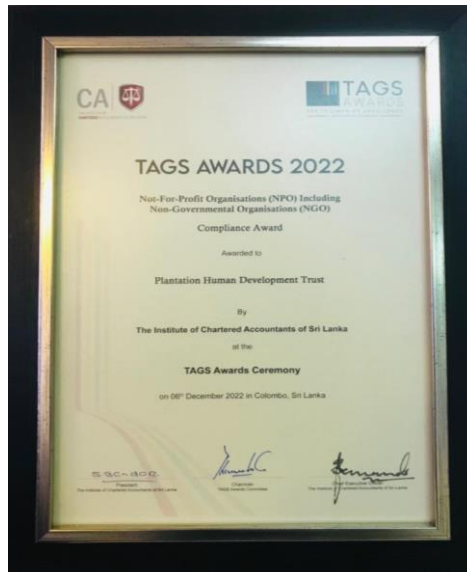 CA
TAGS
AWARDS
TAGS AWARDS 2022
Not-For-Profit Organisations (NPO) Including
Non-Governmental Organisations (NGO)
Compliance Award
Awarded to
Plantation Human Development Trust
By
The Institute of Chartered Accountants of Sri Lanka
at the
TAGS Awards Ceremony
on 06th December 2022 in Colombo, Sri Lanka
President
The Institute of Chartered Accountants of Sri Lanka
Chairman
TAGS Awards Committee
Chief Executive Officer
The Institute of Chartered Accountants of Sri Lanka